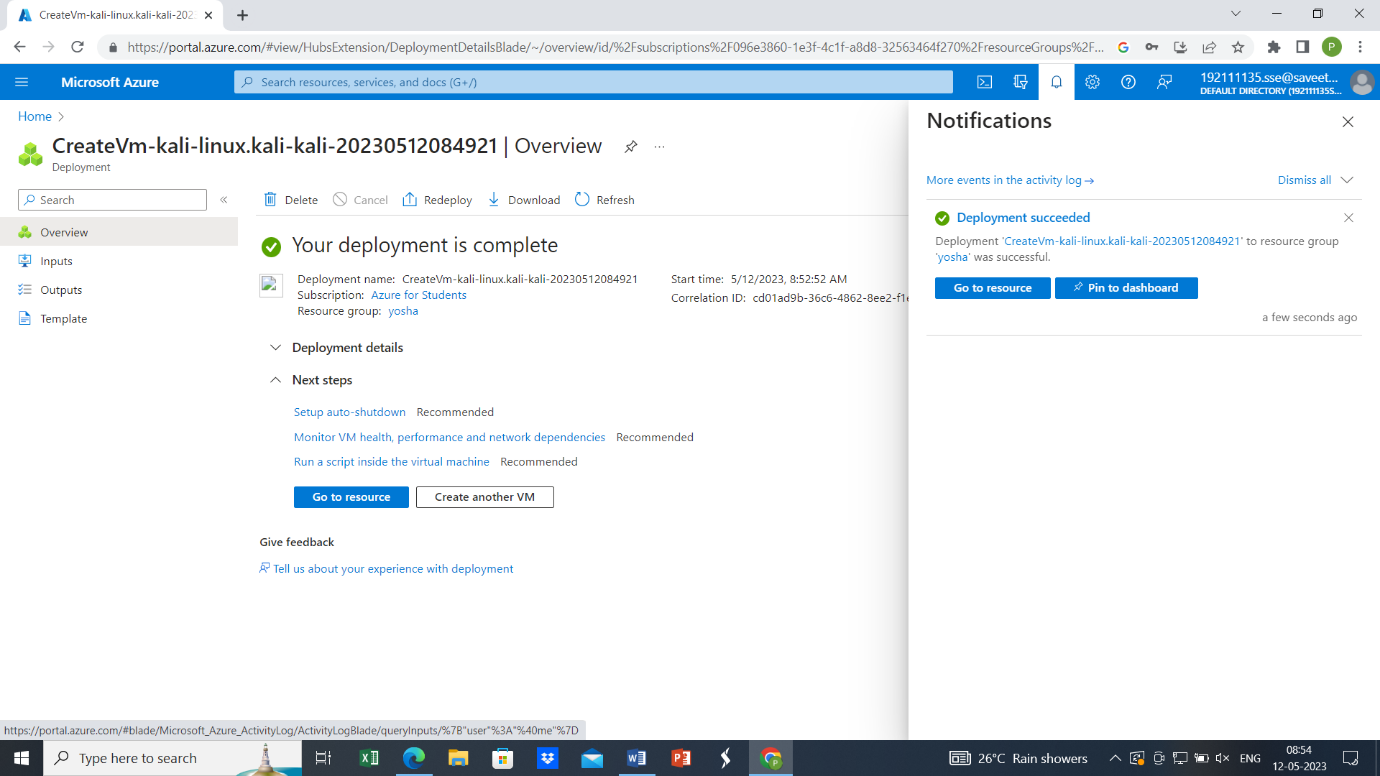 CreateVm-kali-linux.kali-kali-202
https://portal.azure.com/#view/HubsExtension/DeploymentDetailsBlade/~/overview/id/%2Fsubscriptions%2F096e3860-1e3f-4c1f-a8d8-32563464f270%2FresourceGroups%2F...
P
Microsoft Azure
Search resources, services, and docs (G+/)
192111135.sse@saveet...
DEFAULT DIRECTORY (192111135S...
Home
CreateVm-kali-linux.kali-kali-20230512084921 | Overview
Deployment
Search
Overview
Inputs
Outputs
Template
Delete
Cancel
Redeploy
Download
Refresh
Your deployment is complete
Deployment name: CreateVm-kali-linux.kali-kali-20230512084921
Subscription: Azure for Students
Resource group: yosha
Start time: 5/12/2023, 8:52:52 AM
Correlation ID: cd01ad9b-36c6-4862-8ee2-f1
Deployment details
Next steps
Setup auto-shutdown Recommended
Monitor VM health, performance and network dependencies Recommended
Run a script inside the virtual machine Recommended
Go to resource
Create another VM
Give feedback
Tell us about your experience with deployment
Notifications
More events in the activity log →
Dismiss all
Deployment succeeded
Deployment 'CreateVm-kali-linux.kali-kali-20230512084921' to resource group
'yosha' was successful.
Go to resource
Pin to dashboard
a few seconds ago
https://portal.azure.com/#blade/Microsoft_Azure_ActivityLog/ActivityLogBlade/queryInputs/%7B"user"%3A"%40me"%7D
Type here to search
26°C Rain showers
ENG
08:54
12-05-2023